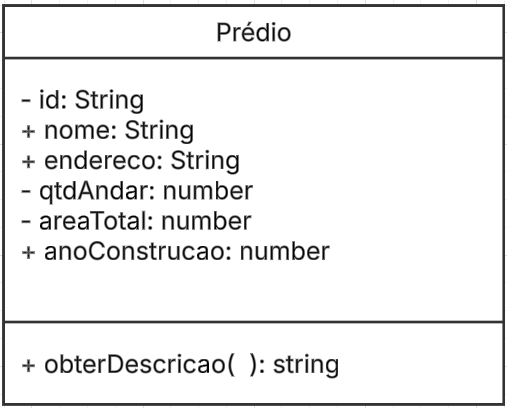 Prédio
- id: String
+ nome: String
+ endereco: String
- qtdAndar: number
- areaTotal: number
+ anoConstrucao: number
+ obterDescricao(  ): string